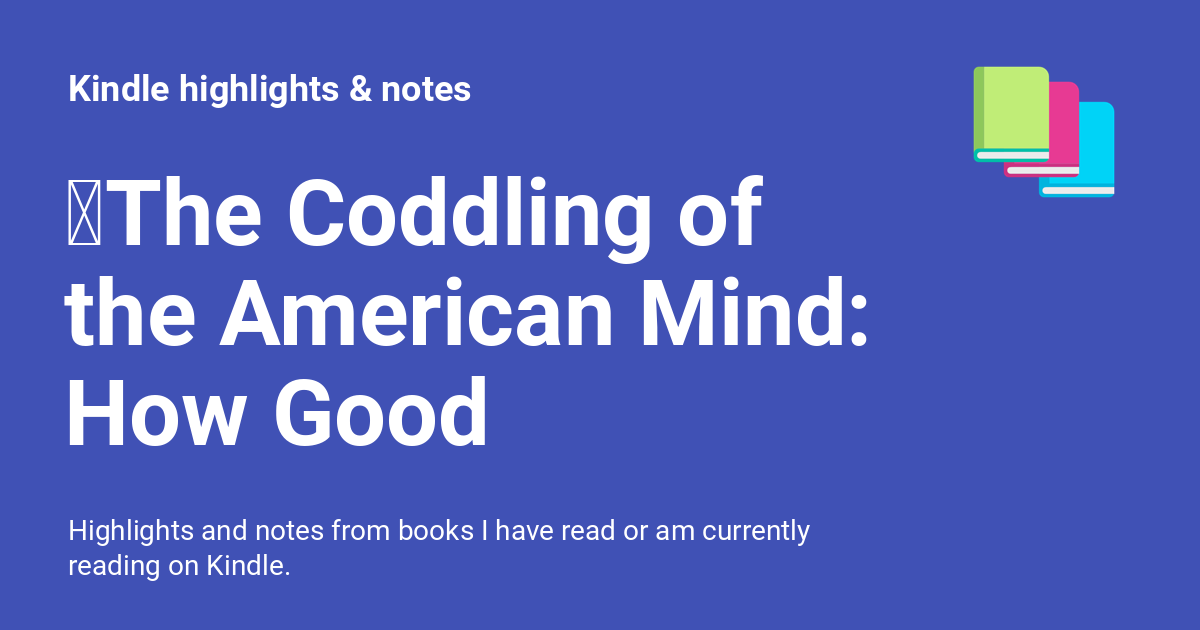 Kindle highlights & notes
The Coddling of
the American Mind:
How Good
Highlights and notes from books I have read or am currently
reading on Kindle.